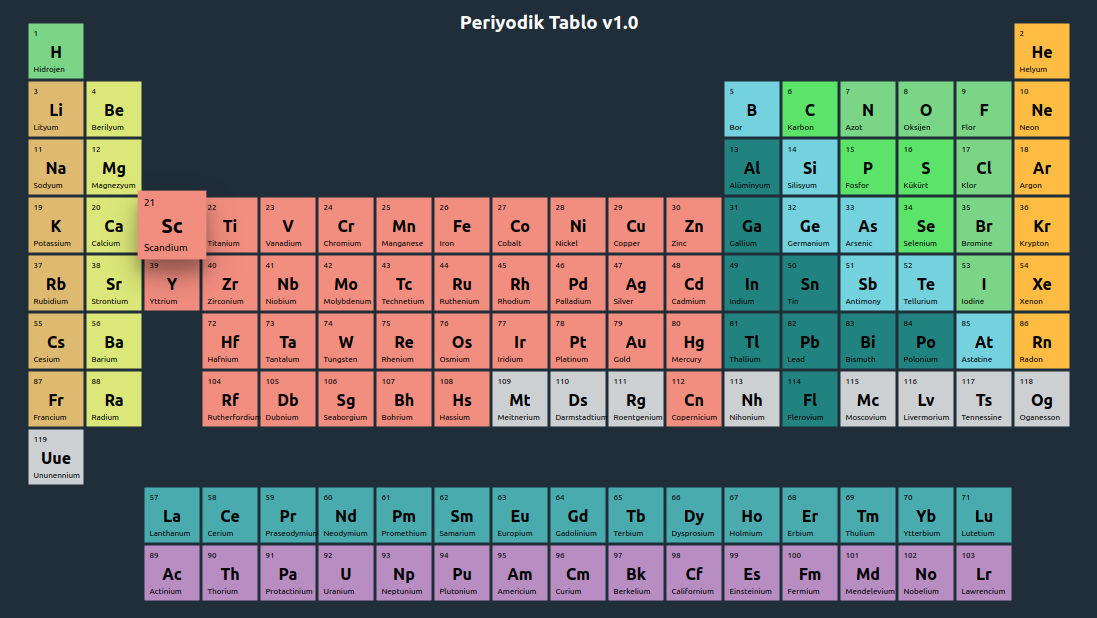 Periyodik Tablo v1.0
1
H
Hidrojen
2
He
Helyum
3
Li
Lityum
4
Be
Berilyum
5
B
Bor
6
C
Karbon
7
N
Azot
8
O
Oksijen
9
F
Flor
10
Ne
Neon
11
Na
Sodyum
12
Mg
Magnezyum
13
Al
Alüminyum
14
Si
Silisyum
15
P
Fosfor
16
S
Kükürt
17
Cl
Klor
18
Ar
Argon
19
K
Potassium
20
Ca
Calcium
21
Sc
Scandium
22
Ti
Titanium
23
V
Vanadium
24
Cr
Chromium
25
Mn
Manganese
26
Fe
Iron
27
Co
Cobalt
28
Ni
Nickel
29
Cu
Copper
30
Zn
Zinc
31
Ga
Gallium
32
Ge
Germanium
33
As
Arsenic
34
Se
Selenium
35
Br
Bromine
36
Kr
Krypton
37
Rb
Rubidium
38
Sr
Strontium
39
Y
Yttrium
40
Zr
Zirconium
41
Nb
Niobium
42
Mo
Molybdenum
43
Tc
Technetium
44
Ru
Ruthenium
45
Rh
Rhodium
46
Pd
Palladium
47
Ag
Silver
48
Cd
Cadmium
49
In
Indium
50
Sn
Tin
51
Sb
Antimony
52
Te
Tellurium
53
I
Iodine
54
Xe
Xenon
55
Cs
Cesium
56
Ba
Barium
72
Hf
Hafnium
73
Ta
Tantalum
74
W
Tungsten
75
Re
Rhenium
76
Os
Osmium
77
Ir
Iridium
78
Pt
Platinum
79
Au
Gold
80
Hg
Mercury
81
Tl
Thallium
82
Pb
Lead
83
Bi
Bismuth
84
Po
Polonium
85
At
Astatine
86
Rn
Radon
87
Fr
Francium
88
Ra
Radium
104
Rf
Rutherfordium
105
Db
Dubnium
106
Sg
Seaborgium
107
Bh
Bohrium
108
Hs
Hassium
109
Mt
Meitnerium
110
Ds
Darmstadtium
111
Rg
Roentgenium
112
Cn
Copernicium
113
Nh
Nihonium
114
Fl
Flerovium
115
Mc
Moscovium
116
Lv
Livermorium
117
Ts
Tennessine
118
Og
Oganesson
119
Uue
Ununennium
57
La
Lanthanum
58
Ce
Cerium
59
Pr
Praseodymium
60
Nd
Neodymium
61
Pm
Promethium
62
Sm
Samarium
63
Eu
Europium
64
Gd
Gadolinium
65
Tb
Terbium
66
Dy
Dysprosium
67
Ho
Holmium
68
Er
Erbium
69
Tm
Thulium
70
Yb
Ytterbium
71
Lu
Lutetium
89
Ac
Actinium
90
Th
Thorium
91
Pa
Protactinium
92
U
Uranium
93
Np
Neptunium
94
Pu
Plutonium
95
Am
Americium
96
Cm
Curium
97
Bk
Berkelium
98
Cf
Californium
99
Es
Einsteinium
100
Fm
Fermium
101
Md
Mendelevium
102
No
Nobelium
103
Lr
Lawrencium